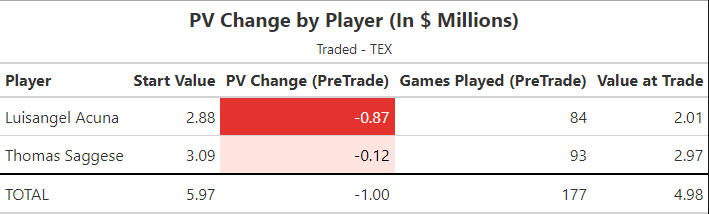 PV Change by Player (In $ Millions)
Traded - TEX
Player Start Value PV Change (PreTrade) Games Played (PreTrade) Value at Trade
Luisangel Acuna 2.88 -0.87 84 2.01
Thomas Saggese 3.09 -0.12 93 2.97
TOTAL 5.97 -1.00 177 4.98